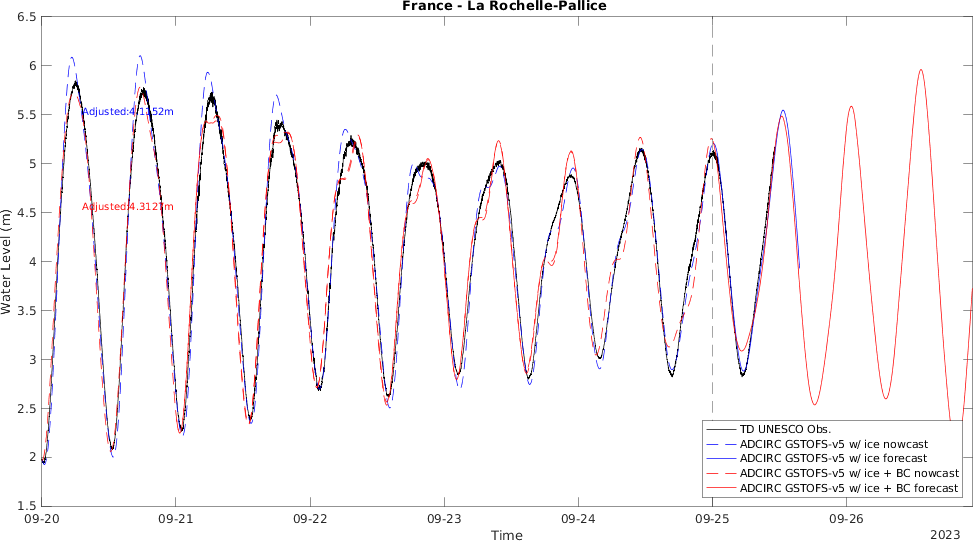 France - La Rochelle-Pallice
6.5
6
5.5
5
4.5
4
3.5
3
2.5
2
1.5
Water Level (m)
Adjusted:4.1352m
Adjusted:4.3127m
TD UNESCO Obs.
ADCIRC GSTOFS-v5 w/ ice nowcast
ADCIRC GSTOFS-v5 w/ ice forecast
ADCIRC GSTOFS-v5 w/ ice + BC nowcast
ADCIRC GSTOFS-v5 w/ ice + BC forecast
09-20 09-21 09-22 09-23 09-24 09-25 09-26
Time
2023